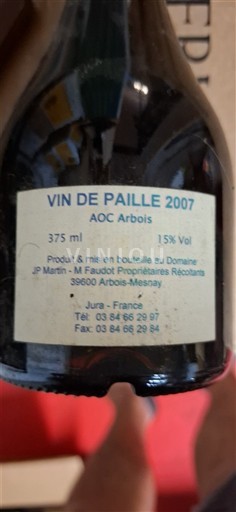 VIN DE PAILLE 2007
AOC Arbois
375 ml 15% Vol
VINIOU
Produit & mis en bouteille au Domaine
JP Martin - M Faudot Propriétaires Récoltants
39600 Arbois-Mesnay
Jura - France
Tél: 03 84 66 29 97
Fax: 03 84 66 29 84